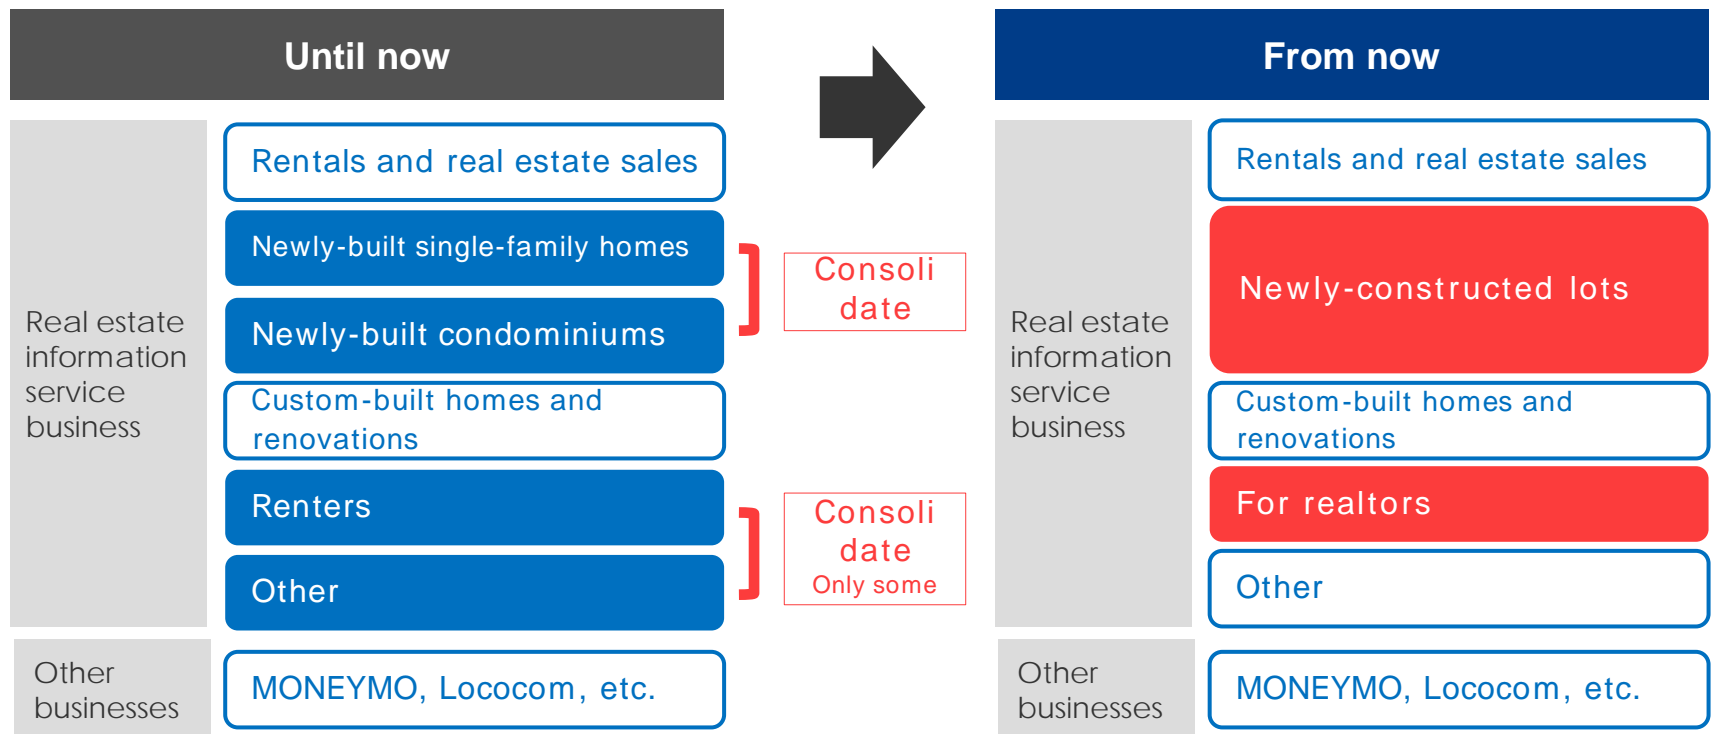 Until now
Real estate
information
service
business
Rentals and real estate sales
Newly-built single-family homes
Newly-built condominiums
Custom-built homes and
renovations
Renters
Other
Other
businesses
MONEYMO, Lococom, etc.
Consoli
date
Consoli
date
Only some
From now
Real estate
information
service
business
Rentals and real estate sales
Newly-constructed lots
Custom-built homes and
renovations
For realtors
Other
Other
businesses
MONEYMO, Lococom, etc.